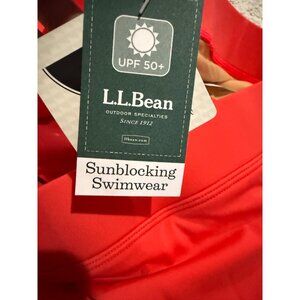 UPF 50+
L.L.Bean
OUTDOOR SPECIALTIES
SINCE 1912
llbean.com
Sunblocking
Swimwear